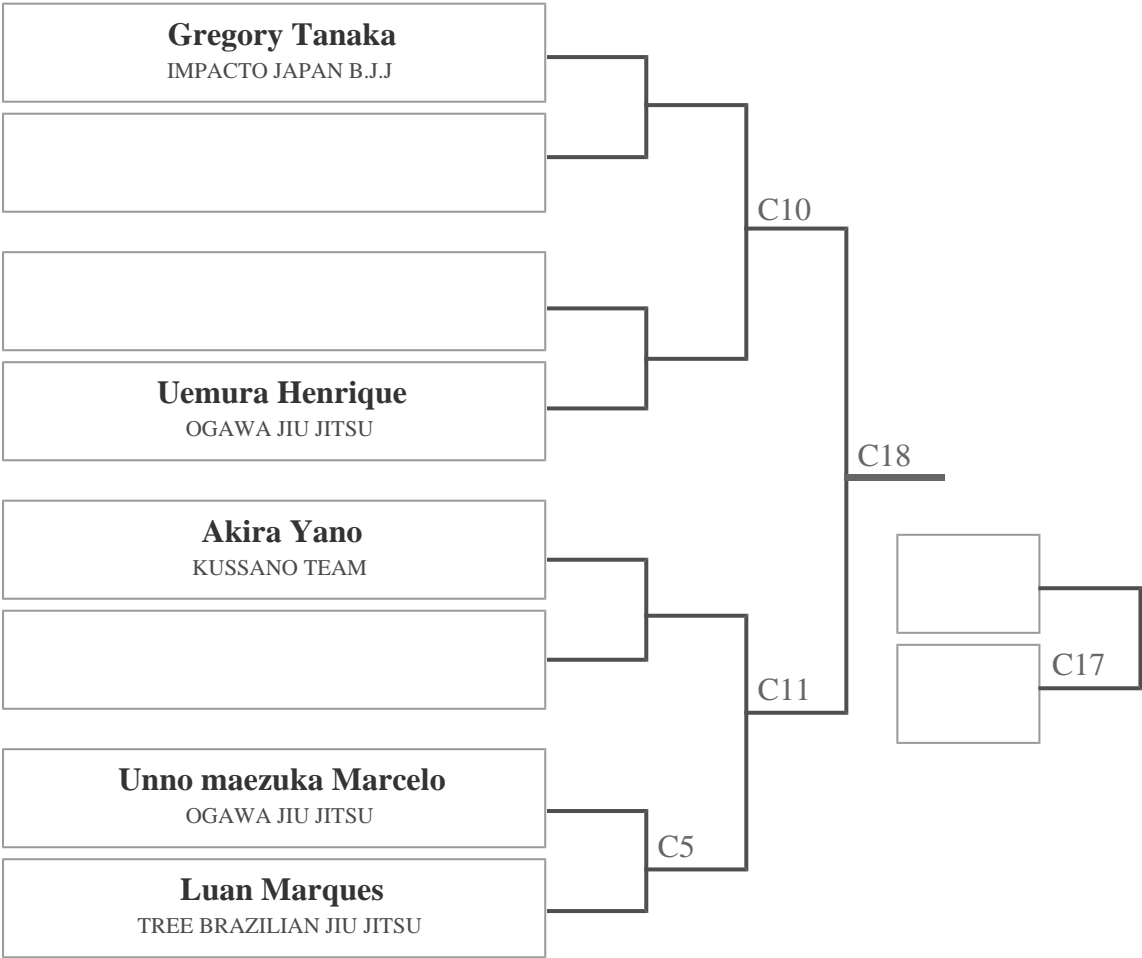 Gregory Tanaka
IMPACTO JAPAN B.J.J
C10
Uemura Henrique
OGAWA JIU JITSU
C18
Akira Yano
KUSSANO TEAM
C17
C11
Unno maezuka Marcelo
OGAWA JIU JITSU
C5
Luan Marques
TREE BRAZILIAN JIU JITSU